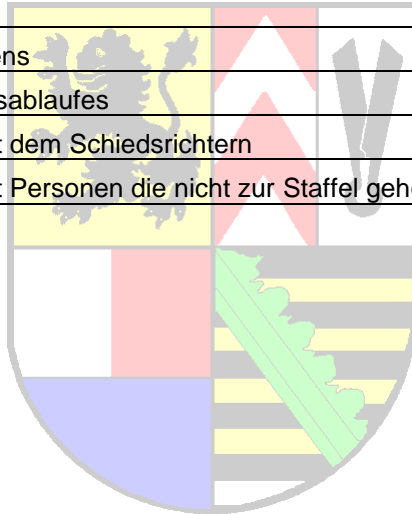 ens
sablaufes
t dem Schiedsrichtern
t Personen die nicht zur Staffel geh